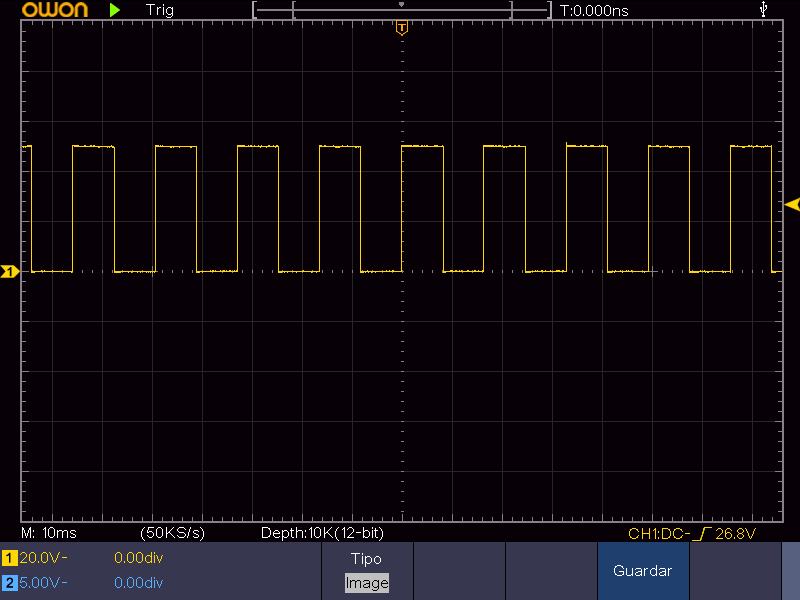 owon Trig T:0.000ns
T
1
M: 10ms (50KS/s) Depth:10K(12-bit) CH1:DC- 26.8V
1 20.0V- 0.00div Tipo
Guardar
2 5.00V- 0.00div Image